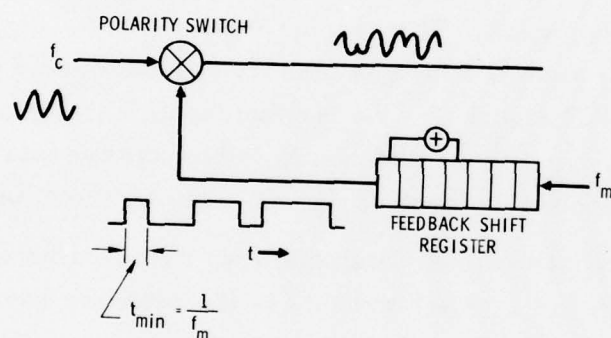 POLARITY SWITCH
f_c
+
f_m
FEEDBACK SHIFT
REGISTER
t
t_min = 1/f_m